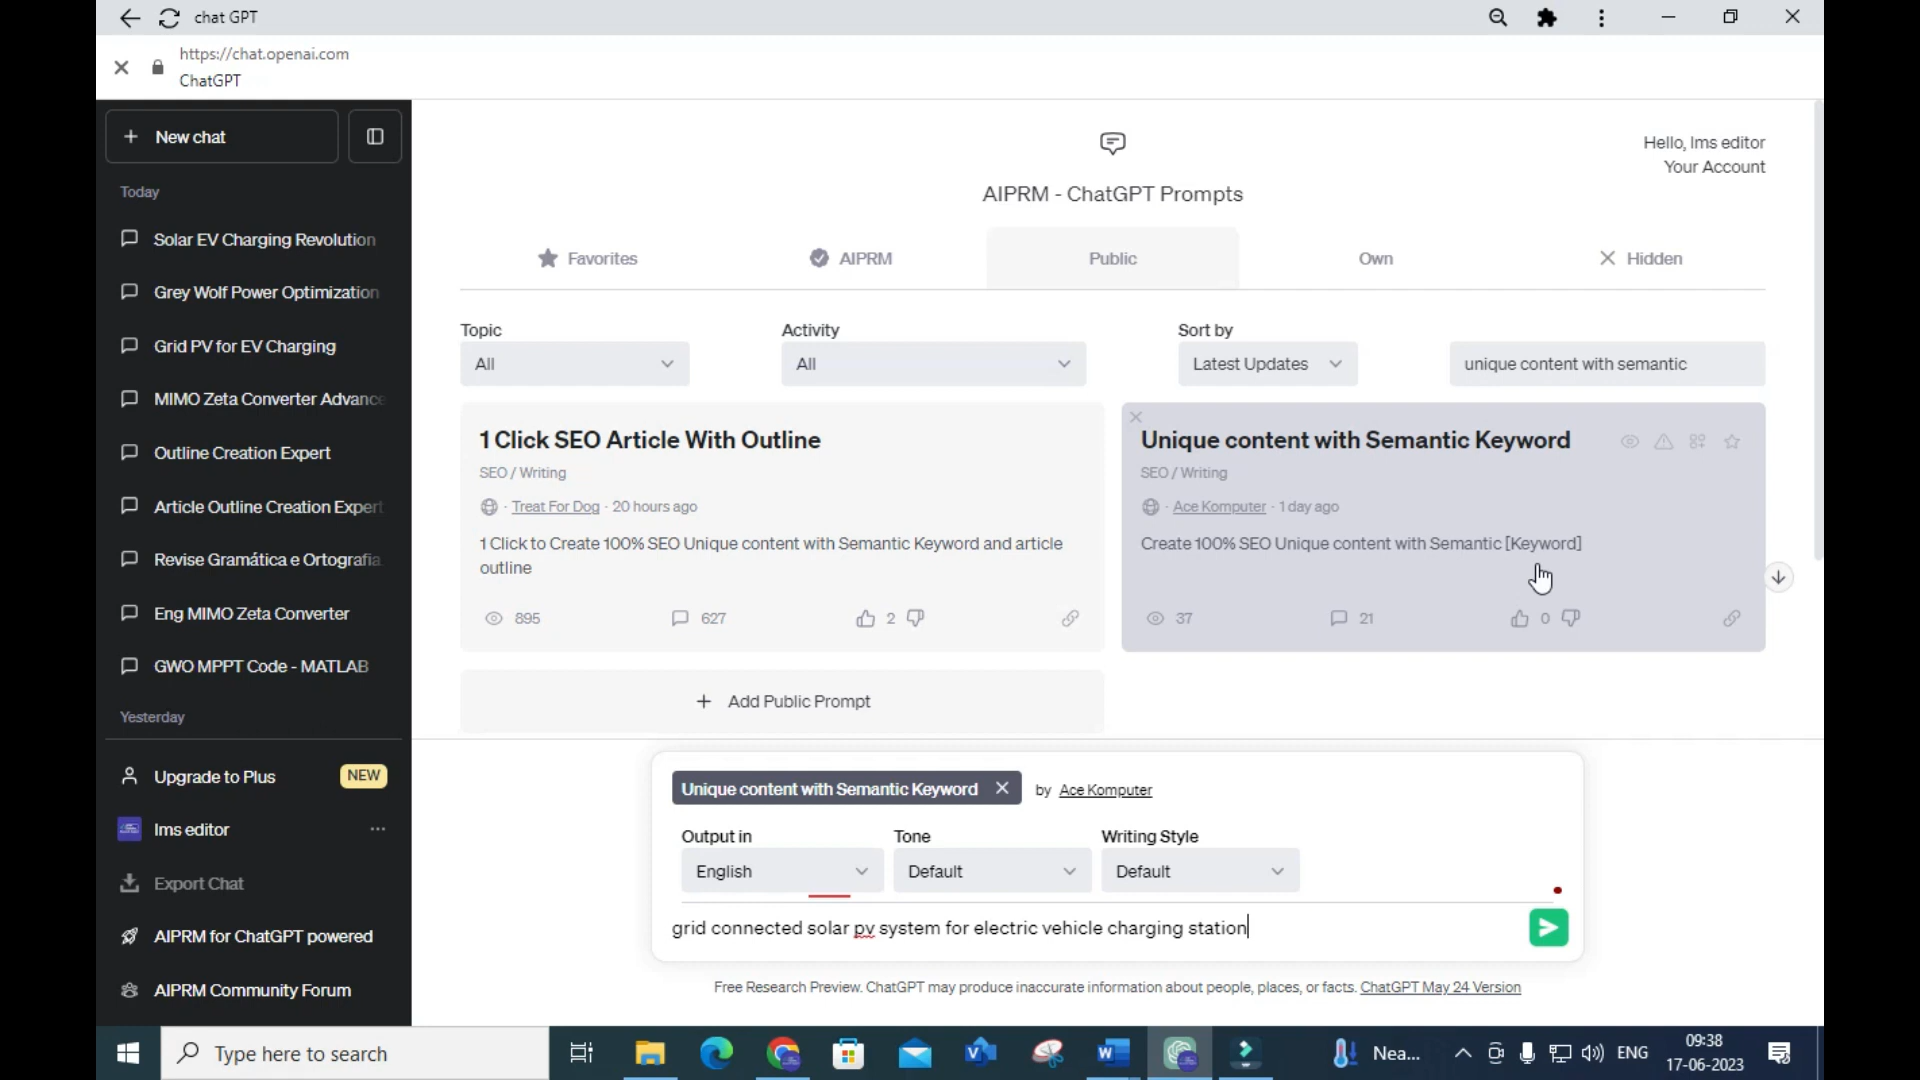 chat GPT
https://chat.openai.com
ChatGPT
New chat
Today
Solar EV Charging Revolution
Grey Wolf Power Optimization
Grid PV for EV Charging
MIMO Zeta Converter Advance
Outline Creation Expert
Article Outline Creation Expert
Revise Gramática e Ortografia
Eng MIMO Zeta Converter
GWO MPPT Code - MATLAB
Yesterday
Upgrade to Plus NEW
lms editor
Export Chat
AIPRM for ChatGPT powered
AIPRM Community Forum
Hello, lms editor
Your Account
AIPRM - ChatGPT Prompts
Favorites AIPRM Public Own Hidden
Topic Activity Sort by
All All Latest Updates unique content with semantic
1 Click SEO Article With Outline
SEO / Writing
· Treat For Dog · 20 hours ago
1 Click to Create 100% SEO Unique content with Semantic Keyword and article
outline
895 627 2
Unique content with Semantic Keyword
SEO / Writing
· Ace Komputer · 1 day ago
Create 100% SEO Unique content with Semantic [Keyword]
37 21 0
+ Add Public Prompt
Unique content with Semantic Keyword by Ace Komputer
Output in Tone Writing Style
English Default Default
grid connected solar pv system for electric vehicle charging station
Free Research Preview. ChatGPT may produce inaccurate information about people, places, or facts. ChatGPT May 24 Version
Type here to search
Nea...
ENG
09:38
17-06-2023